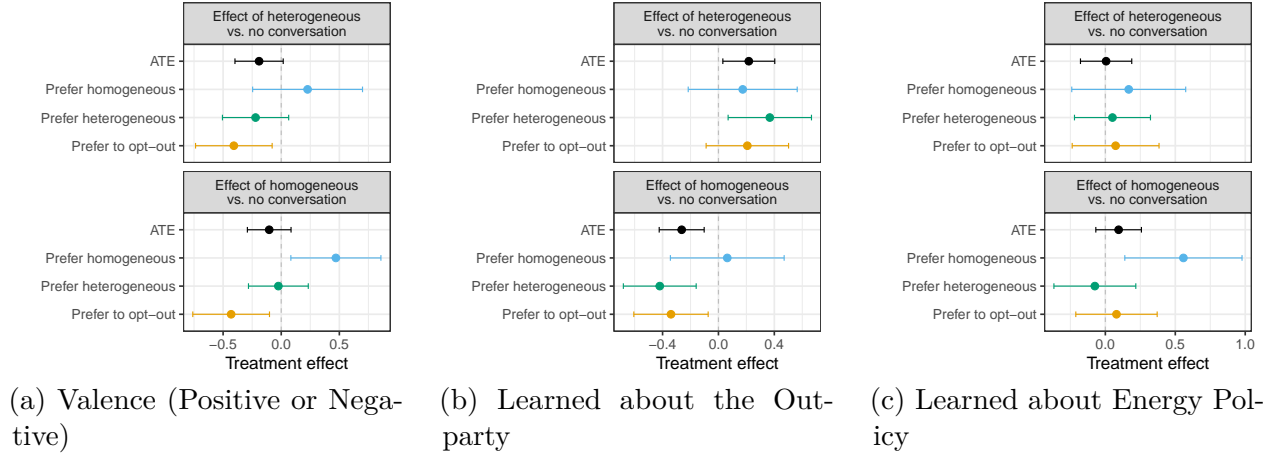 Effect of heterogeneous
vs. no conversation
ATE
Prefer homogeneous
Prefer heterogeneous
Prefer to opt−out
Effect of homogeneous
vs. no conversation
ATE
Prefer homogeneous
Prefer heterogeneous
Prefer to opt−out
−0.5 0.0 0.5
Treatment effect
(a) Valence (Positive or Nega-
tive)
Effect of heterogeneous
vs. no conversation
ATE
Prefer homogeneous
Prefer heterogeneous
Prefer to opt−out
Effect of homogeneous
vs. no conversation
ATE
Prefer homogeneous
Prefer heterogeneous
Prefer to opt−out
−0.4 0.0 0.4
Treatment effect
(b) Learned about the Out-
party
Effect of heterogeneous
vs. no conversation
ATE
Prefer homogeneous
Prefer heterogeneous
Prefer to opt−out
Effect of homogeneous
vs. no conversation
ATE
Prefer homogeneous
Prefer heterogeneous
Prefer to opt−out
0.0 0.5 1.0
Treatment effect
(c) Learned about Energy Pol-
icy